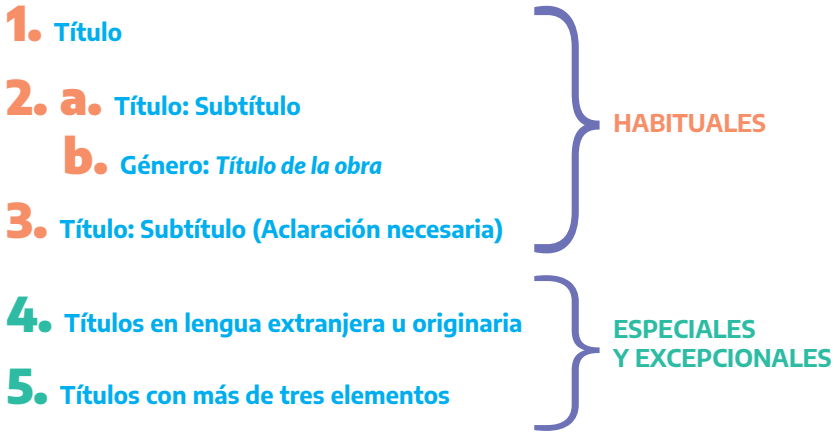 1. Título
2. a. Título: Subtítulo
b. Género: Título de la obra
3. Título: Subtítulo (Aclaración necesaria)
HABITUALES
4. Títulos en lengua extranjera u originaria
5. Títulos con más de tres elementos
ESPECIALES
Y EXCEPCIONALES